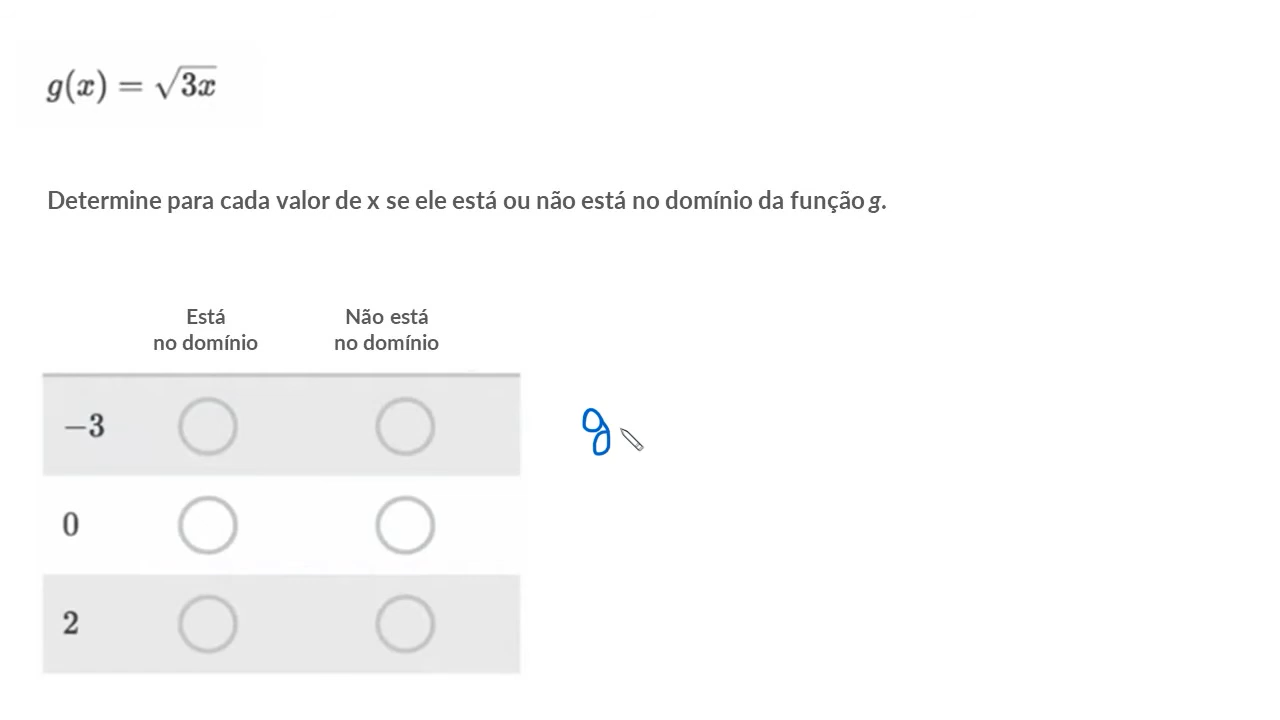 g(x) = √3x
Determine para cada valor de x se ele está ou não está no domínio da função g.
Está no domínio
Não está no domínio
−3
g
0
2